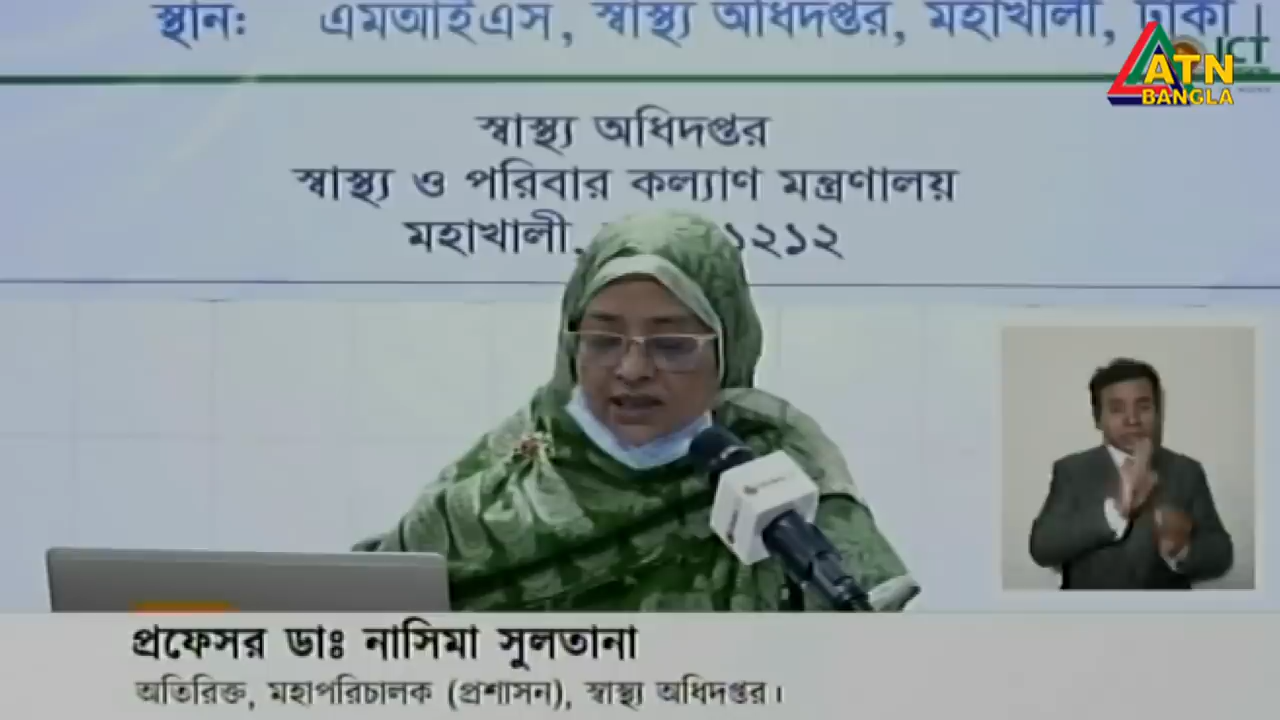 স্থান: এমআইএস, স্বাস্থ্য অধিদপ্তর, মহাখালী, ঢাকা।
ICT
ATN
BANGLA
স্বাস্থ্য অধিদপ্তর
স্বাস্থ্য ও পরিবার কল্যাণ মন্ত্রণালয়
মহাখালী, ১২১২
প্রফেসর ডাঃ নাসিমা সুলতানা
অতিরিক্ত, মহাপরিচালক (প্রশাসন), স্বাস্থ্য অধিদপ্তর।